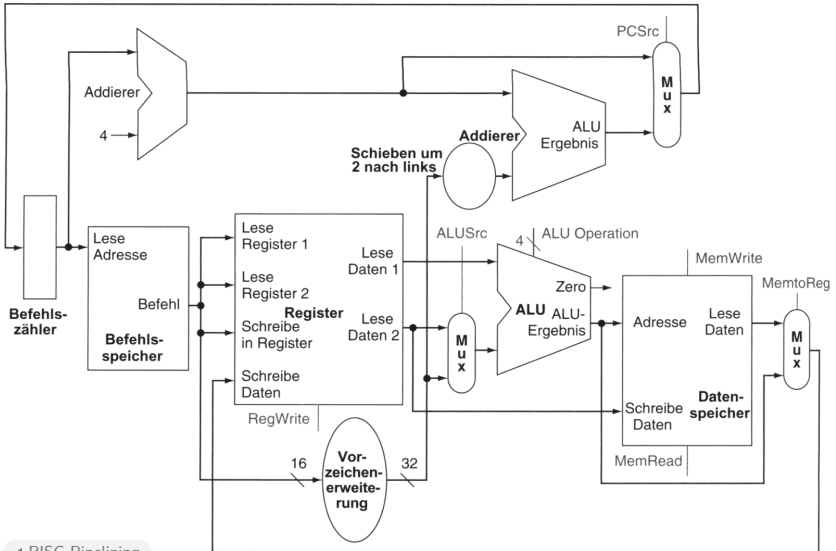 PCSrc
Addierer
4
M
u
x
ALU
Ergebnis
Addierer
Schieben um
2 nach links
Lese
Adresse
Befehl
Befehls-
speicher
Befehls-
zähler
Lese
Register 1
Lese
Register 2
Register
Schreibe
in Register
Schreibe
Daten
Lese
Daten 1
Lese
Daten 2
RegWrite
ALUSrc
M
u
x
4
ALU Operation
Zero
ALU
ALU-
Ergebnis
MemWrite
Adresse
Lese
Daten
Daten-
speicher
Schreibe
Daten
MemRead
MemtoReg
M
u
x
16
Vor-
zeichen-
erweite-
rung
32
RISC-Pipelining